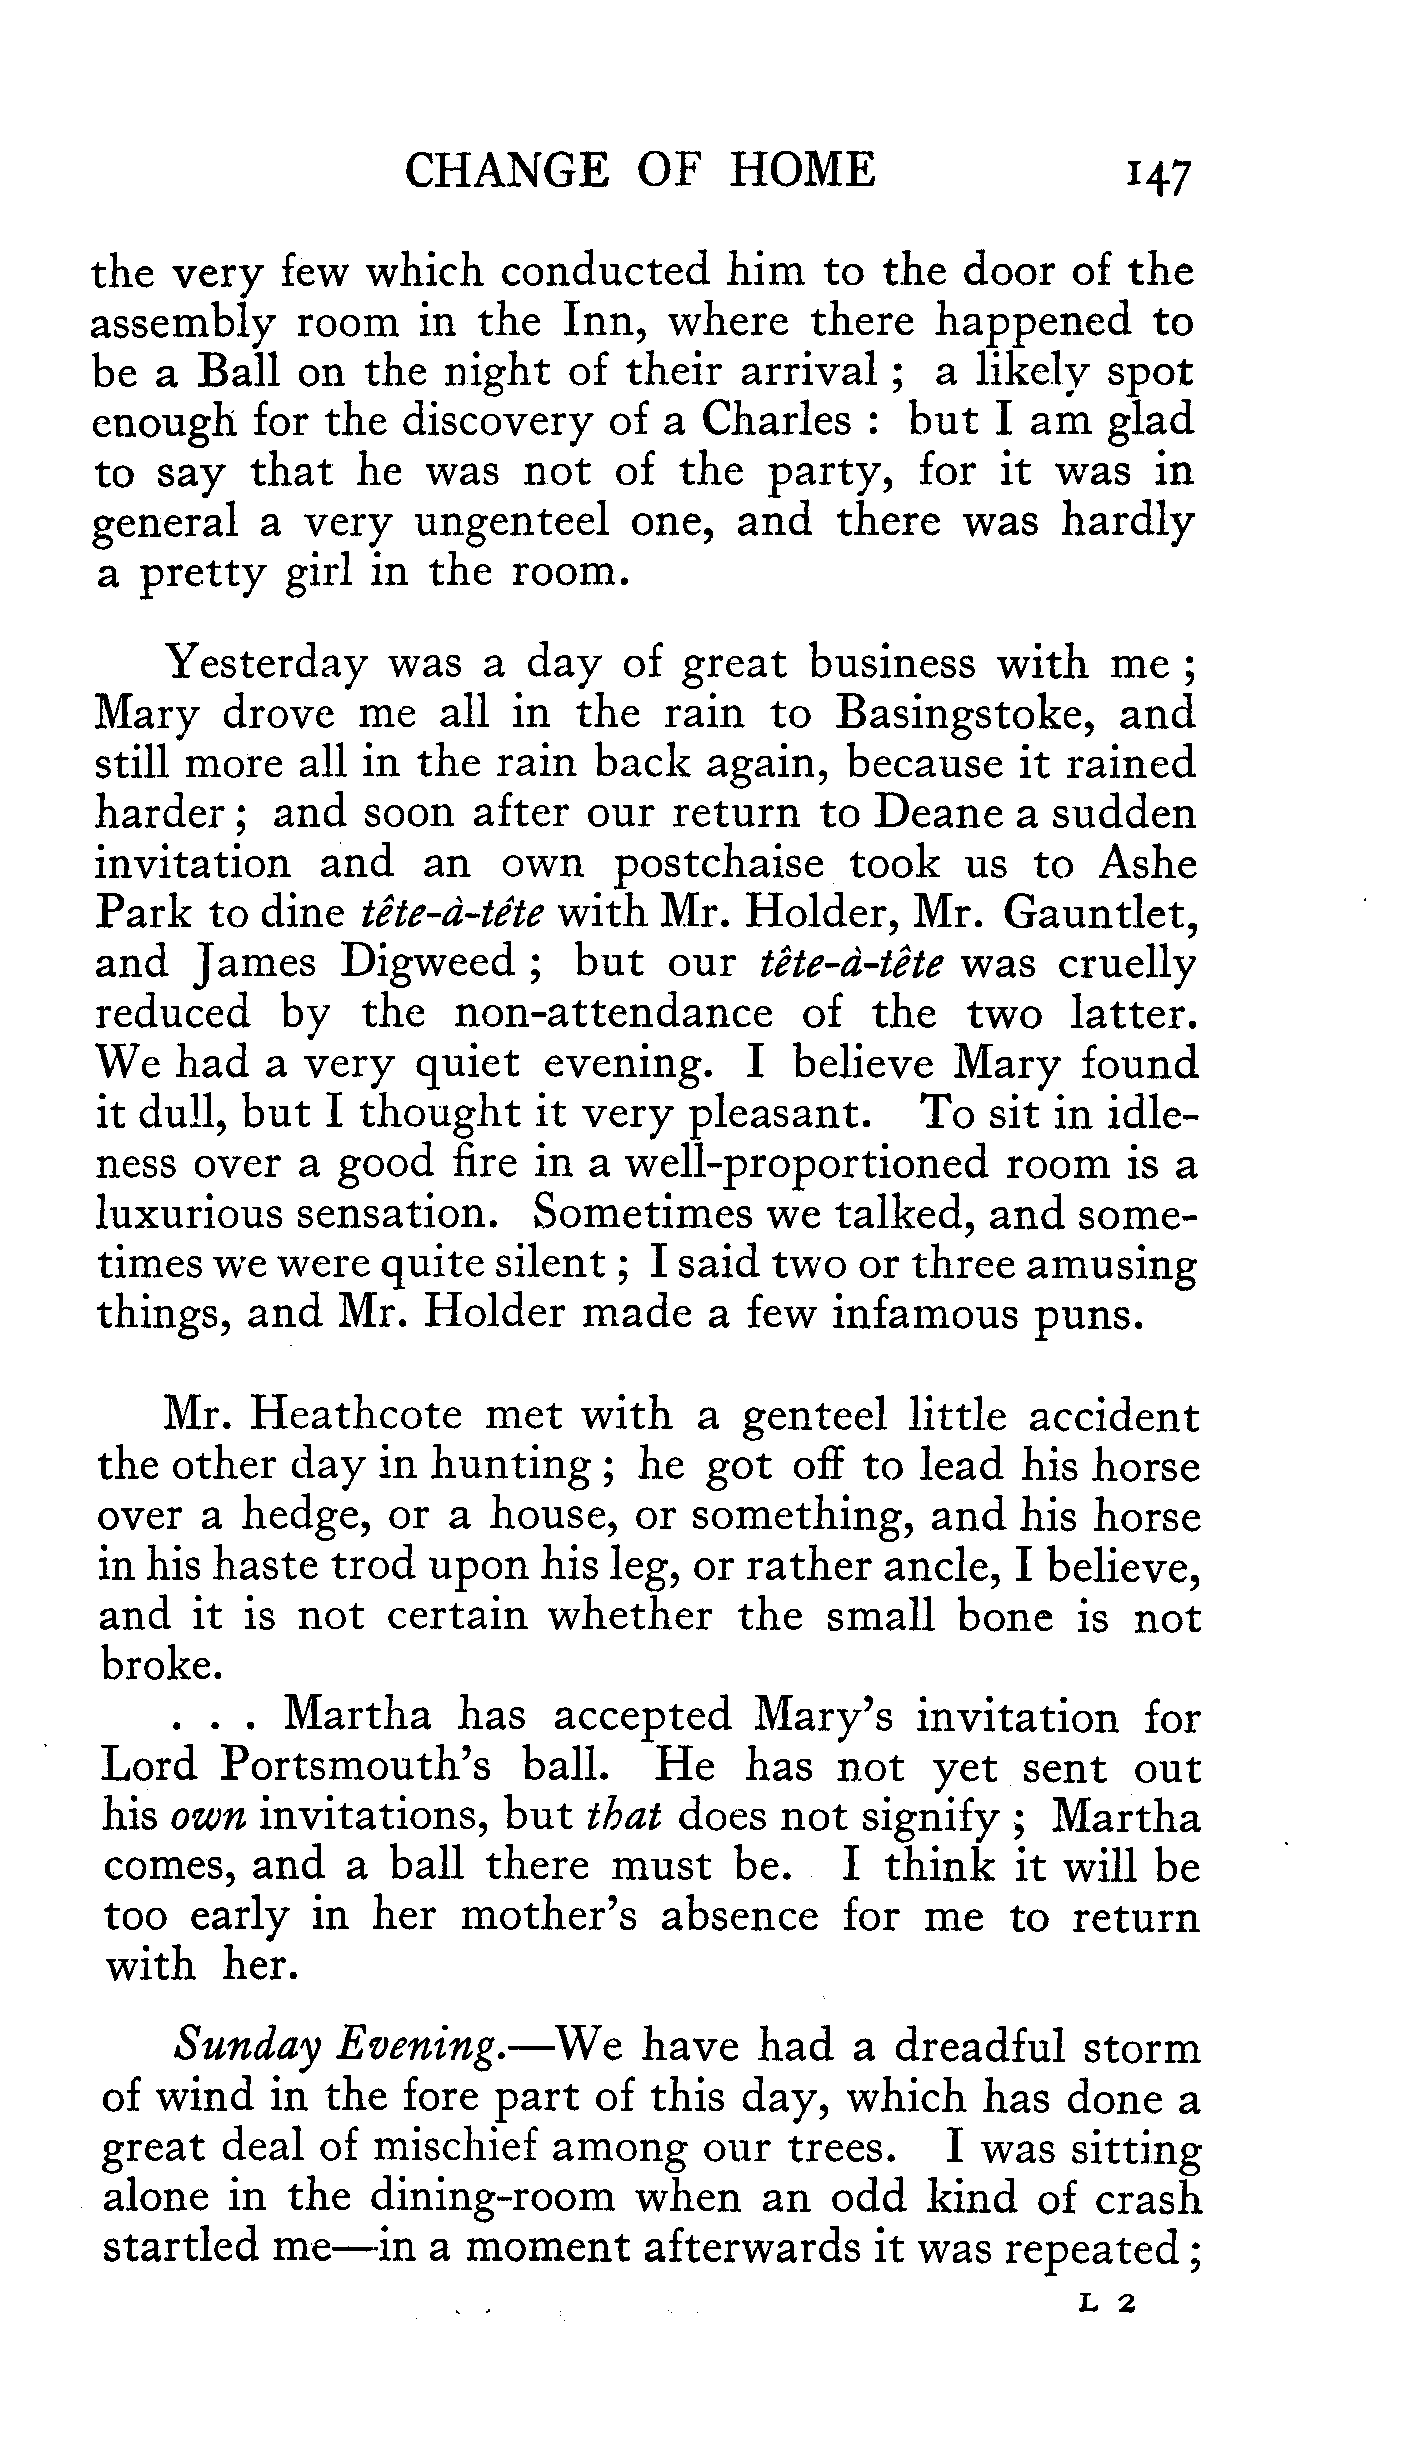 CHANGE OF HOME 147
the very few which conducted him to the door of the
assembly room in the Inn, where there happened to
be a Ball on the night of their arrival ; a likely spot
enough for the discovery of a Charles : but I am glad
to say that he was not of the party, for it was in
general a very ungenteel one, and there was hardly
a pretty girl in the room.
Yesterday was a day of great business with me ;
Mary drove me all in the rain to Basingstoke, and
still more all in the rain back again, because it rained
harder ; and soon after our return to Deane a sudden
invitation and an own postchaise took us to Ashe
Park to dine tête-à-tête with Mr. Holder, Mr. Gauntlet,
and James Digweed ; but our tête-à-tête was cruelly
reduced by the non-attendance of the two latter.
We had a very quiet evening. I believe Mary found
it dull, but I thought it very pleasant. To sit in idle-
ness over a good fire in a well-proportioned room is a
luxurious sensation. Sometimes we talked, and some-
times we were quite silent ; I said two or three amusing
things, and Mr. Holder made a few infamous puns.
Mr. Heathcote met with a genteel little accident
the other day in hunting ; he got off to lead his horse
over a hedge, or a house, or something, and his horse
in his haste trod upon his leg, or rather ancle, I believe,
and it is not certain whether the small bone is not
broke.
. . . Martha has accepted Mary's invitation for
Lord Portsmouth's ball. He has not yet sent out
his own invitations, but that does not signify ; Martha
comes, and a ball there must be. I think it will be
too early in her mother's absence for me to return
with her.
Sunday Evening.—We have had a dreadful storm
of wind in the fore part of this day, which has done a
great deal of mischief among our trees. I was sitting
alone in the dining-room when an odd kind of crash
startled me—in a moment afterwards it was repeated ;
L 2